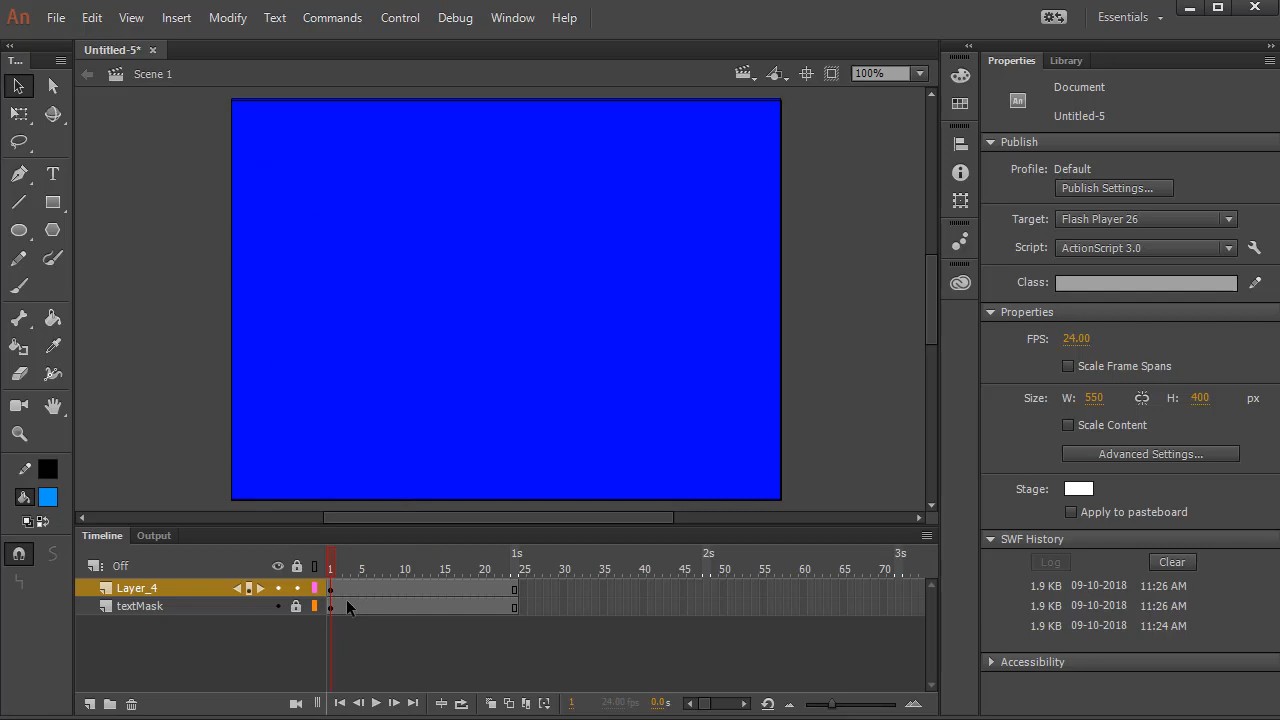 An File Edit View Insert Modify Text Commands Control Debug Window Help Essentials
Untitled-5* ×
T...
Scene 1
100%
Properties Library
An Document
Untitled-5
Publish
Profile: Default
Publish Settings...
Target: Flash Player 26
Script: ActionScript 3.0
Class:
Properties
FPS: 24.00
Scale Frame Spans
Size: W: 550 H: 400 px
Scale Content
Advanced Settings...
Stage:
Apply to pasteboard
SWF History
Log Clear
1.9 KB 09-10-2018 11:26 AM
1.9 KB 09-10-2018 11:26 AM
1.9 KB 09-10-2018 11:24 AM
Accessibility
Timeline Output
1s 2s 3s
Off 1 5 10 15 20 25 30 35 40 45 50 55 60 65 70
Layer_4
textMask
1 24.00 fps 0.0 s